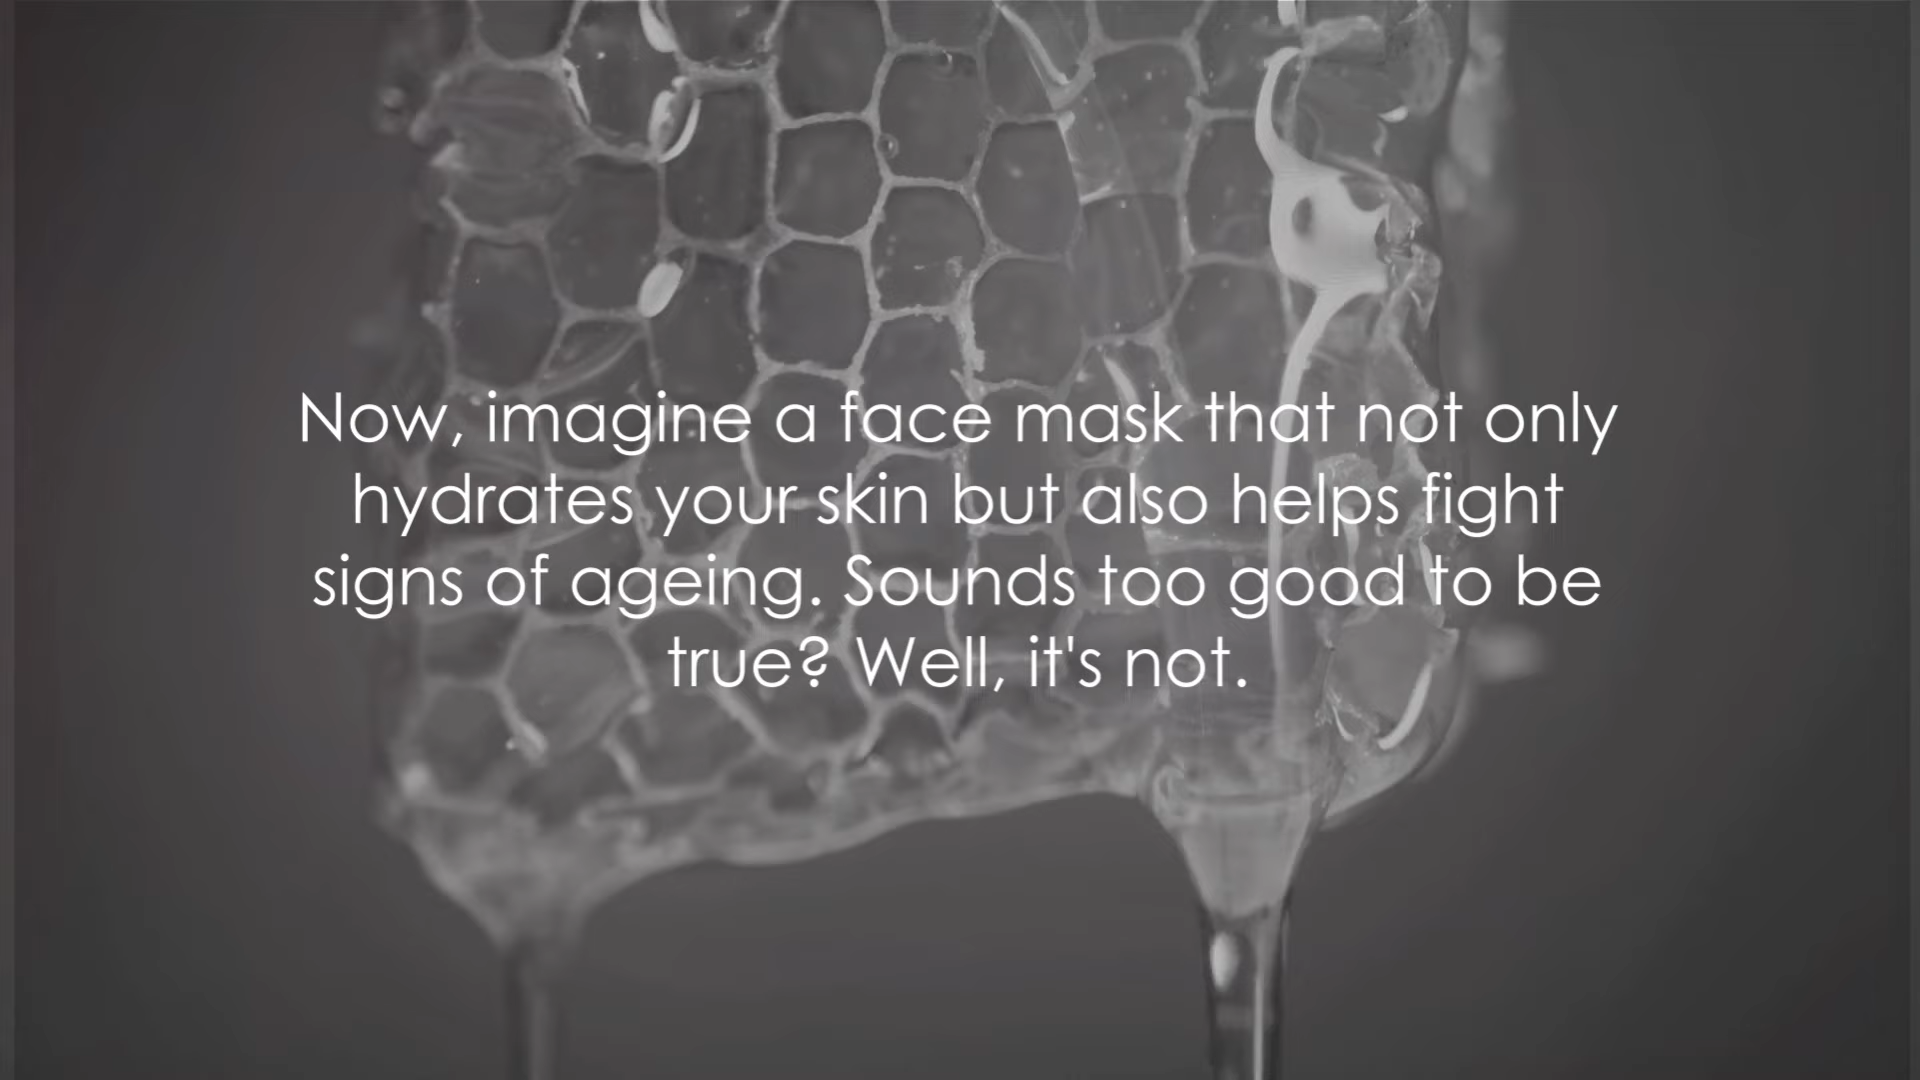 Now, imagine a face mask that not only
hydrates your skin but also helps fight
signs of ageing. Sounds too good to be
true? Well, it's not.